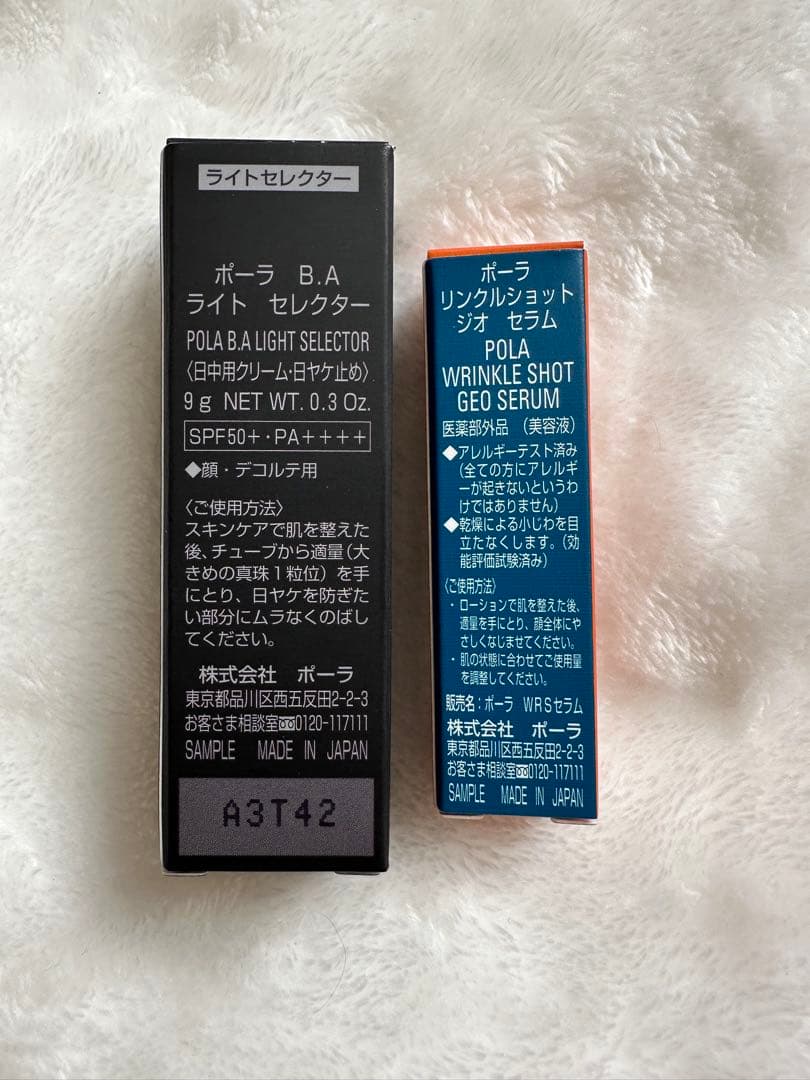 ライトセレクター
ポーラ B.A
ライト セレクター
POLA B.A LIGHT SELECTOR
〈日中用クリーム・日ヤケ止め〉
9g NET WT. 0.3 Oz.
SPF50+・PA++++
◆顔・デコルテ用
〈ご使用方法〉
スキンケアで肌を整えた
後、チューブから適量（大
きめの真珠1粒位）を手
にとり、日ヤケを防ぎた
い部分にムラなくのばし
てください。
株式会社 ポーラ
東京都品川区西五反田2-2-3
お客さま相談室0120-117111
SAMPLE MADE IN JAPAN
A3T42
ポーラ
リンクルショット
ジオ セラム
POLA
WRINKLE SHOT
GEO SERUM
医薬部外品 （美容液）
◆アレルギーテスト済み
（全ての方にアレルギ
ーが起きないというわ
けではありません）
◆乾燥による小じわを目
立たなくします。（効
能評価試験済み）
〈ご使用方法〉
・ローションで肌を整えた後、
適量を手にとり、顔全体にや
さしくなじませてください。
・肌の状態に合わせてご使用量
を調整してください。
販売名：ポーラ WRSセラム
株式会社 ポーラ
東京都品川区西五反田2-2-3
お客さま相談室0120-117111
SAMPLE MADE IN JAPAN